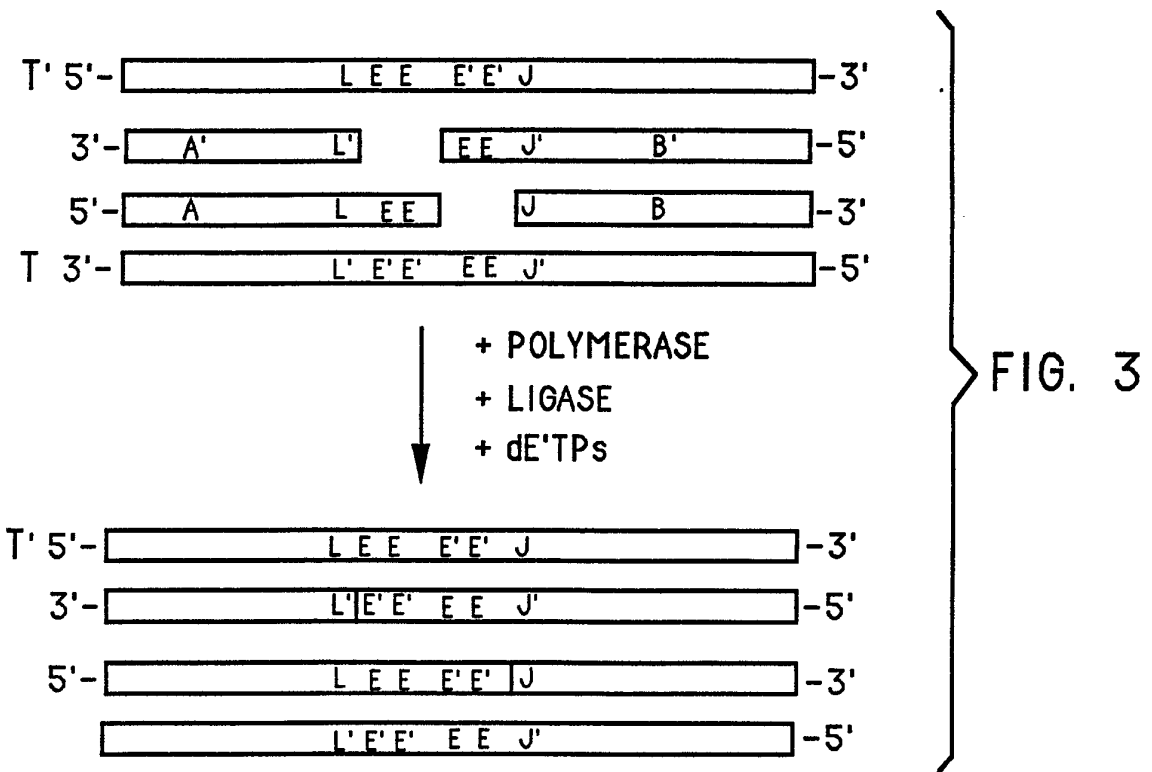 T' 5'- L E E E' E' J -3'
3'- A' L' E E J' B' -5'
5'- A L E E J B -3'
T 3'- L' E' E' E E J' -5'
+ POLYMERASE
+ LIGASE
+ dE'TPs
FIG. 3
T' 5'- L E E E' E' J -3'
3'- L' E' E' E E J' -5'
5'- L E E E' E' J -3'
L' E' E' E E J' -5'